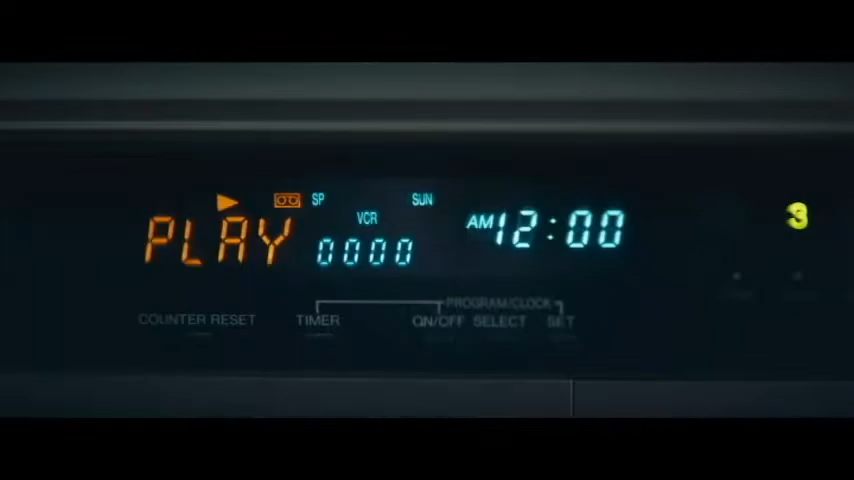 SP SUN
VCR
PLAY 0000 AM 12:00 3
PROGRAM/CLOCK
COUNTER RESET TIMER ON/OFF SELECT SET